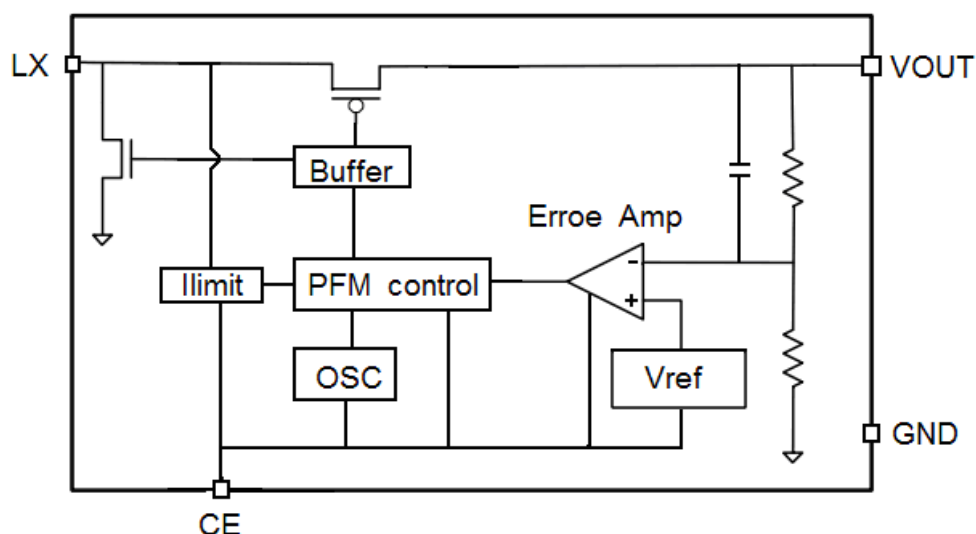 LX
VOUT
Buffer
Erroe Amp
Ilimit
PFM control
-
+
OSC
Vref
GND
CE